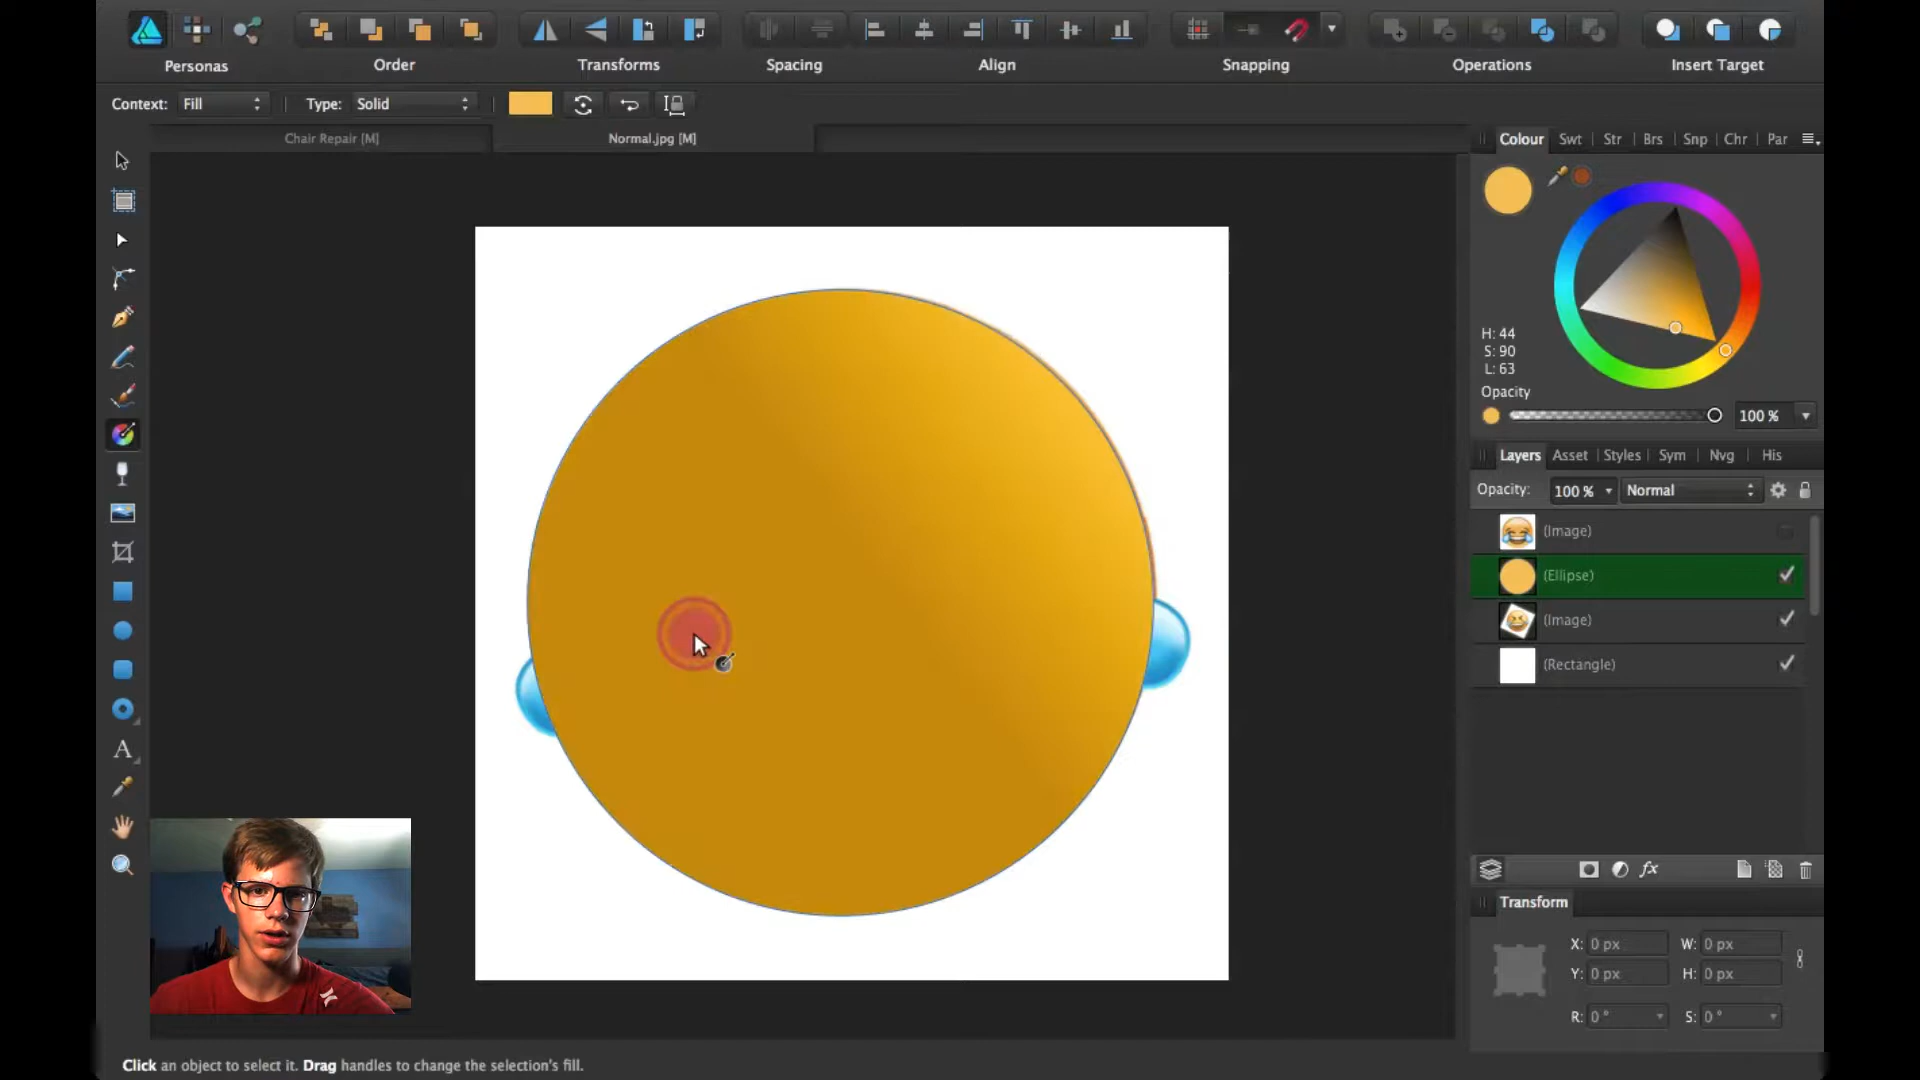 Personas
Order
Transforms
Spacing
Align
Snapping
Operations
Insert Target
Context: Fill
Type: Solid
Chair Repair [M]
Normal.jpg [M]
Colour Swt Str Brs Snp Chr Par
H: 44
S: 90
L: 63
Opacity
100 %
Layers Asset Styles Sym Nvg His
Opacity: 100 % Normal
(Image)
(Ellipse)
(Image)
(Rectangle)
fx
A
Transform
X: 0 px W: 0 px
Y: 0 px H: 0 px
R: 0 ° S: 0 °
Click an object to select it. Drag handles to change the selection's fill.